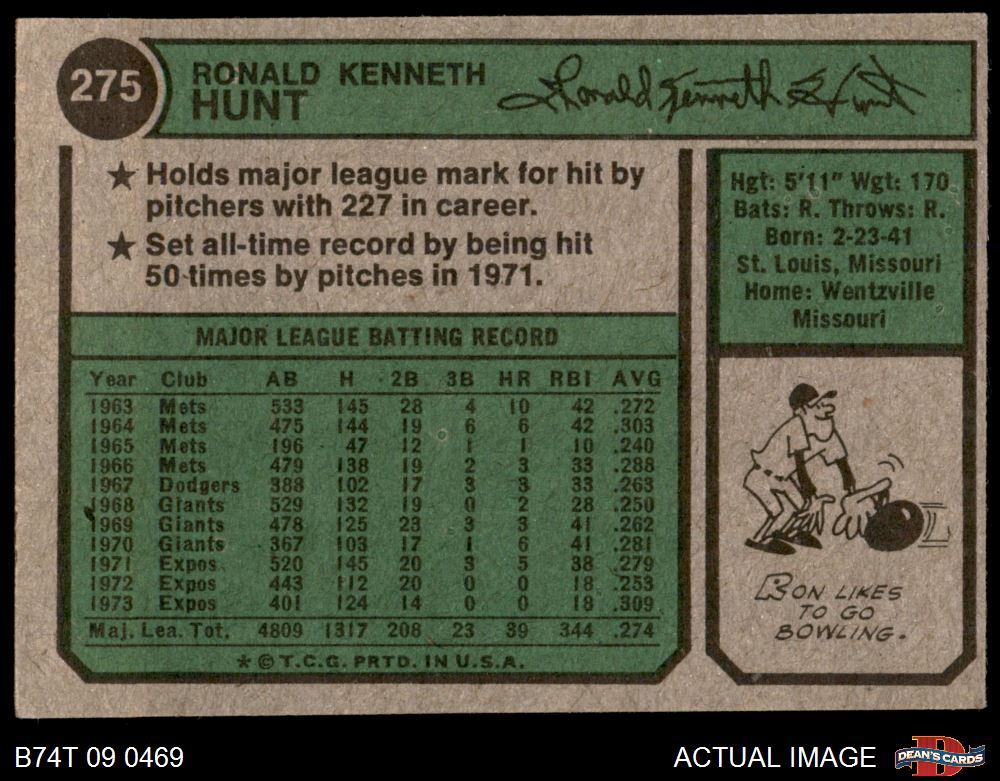 275
RONALD KENNETH
HUNT
Ronald Kenneth Hunt
★ Holds major league mark for hit by
pitchers with 227 in career.
★ Set all-time record by being hit
50 times by pitches in 1971.
Hgt: 5'11" Wgt: 170
Bats: R. Throws: R.
Born: 2-23-41
St. Louis, Missouri
Home: Wentzville
Missouri
MAJOR LEAGUE BATTING RECORD
Year Club AB H 2B 3B HR RBI AVG
1963 Mets 533 145 28 4 10 42 .272
1964 Mets 475 144 19 6 6 42 .303
1965 Mets 196 47 12 1 1 10 .240
1966 Mets 479 138 19 2 3 33 .288
1967 Dodgers 388 102 17 3 3 33 .263
1968 Giants 529 132 19 0 2 28 .250
1969 Giants 478 125 23 3 3 41 .262
1970 Giants 367 103 17 1 6 41 .281
1971 Expos 520 145 20 3 5 38 .279
1972 Expos 443 112 20 0 0 18 .253
1973 Expos 401 124 14 0 0 18 .309
Maj. Lea. Tot. 4809 1317 208 23 39 344 .274
* © T.C.G. PRTD. IN U.S.A.
RON LIKES
TO GO
BOWLING.
B74T 09 0469
ACTUAL IMAGE
D
DEAN'S CARDS